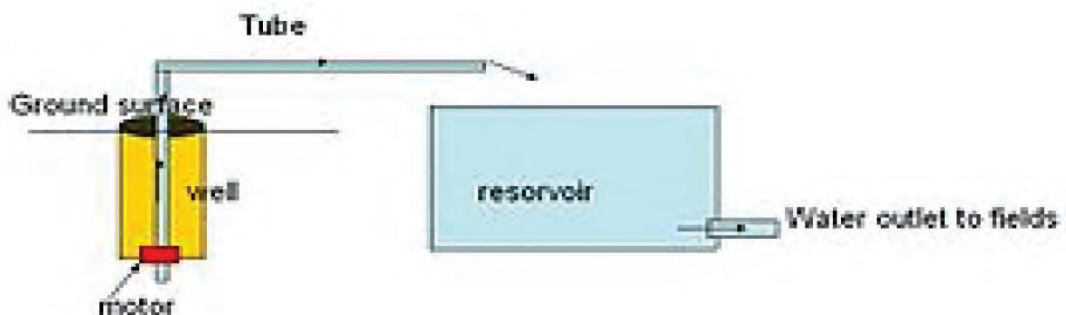 Tube
Ground surface
well
resorvoir
Water outlet to fields
motor